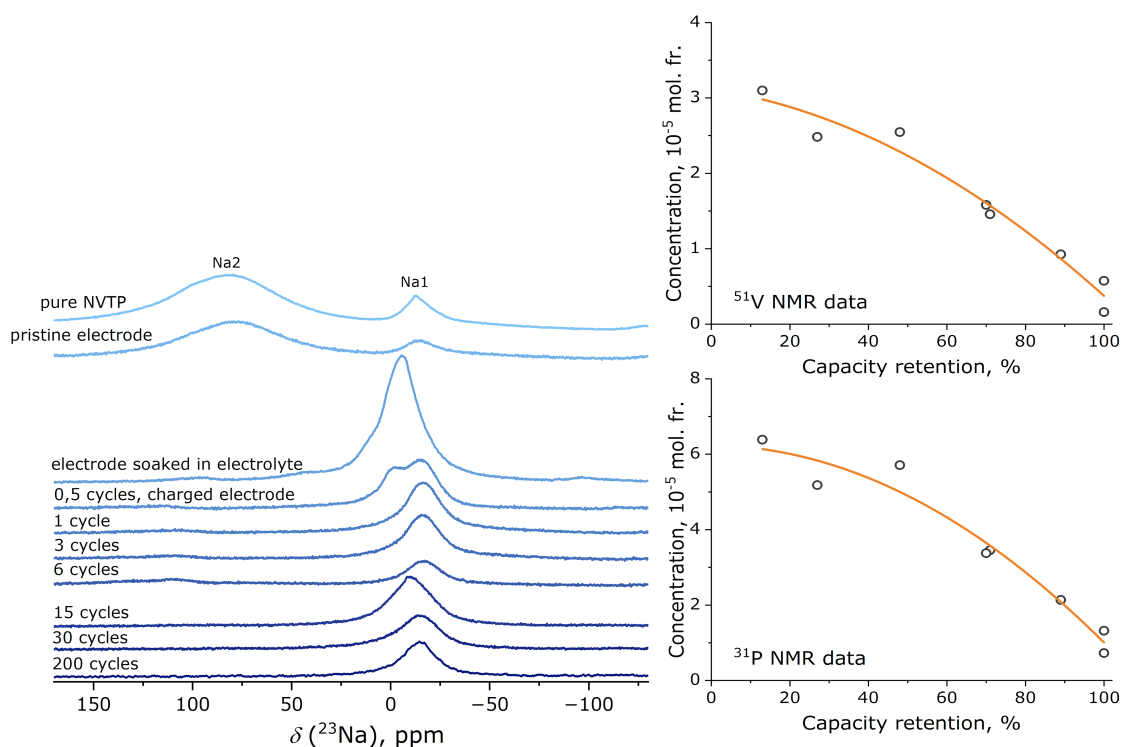 Na2
Na1
pure NVTP
pristine electrode
electrode soaked in electrolyte
0,5 cycles, charged electrode
1 cycle
3 cycles
6 cycles
15 cycles
30 cycles
200 cycles
150 100 50 0 −50 −100
δ (²³Na), ppm
Concentration, 10⁻⁵ mol. fr.
4
3
2
1
0
⁵¹V NMR data
0 20 40 60 80 100
Capacity retention, %
Concentration, 10⁻⁵ mol. fr.
8
6
4
2
0
³¹P NMR data
0 20 40 60 80 100
Capacity retention, %